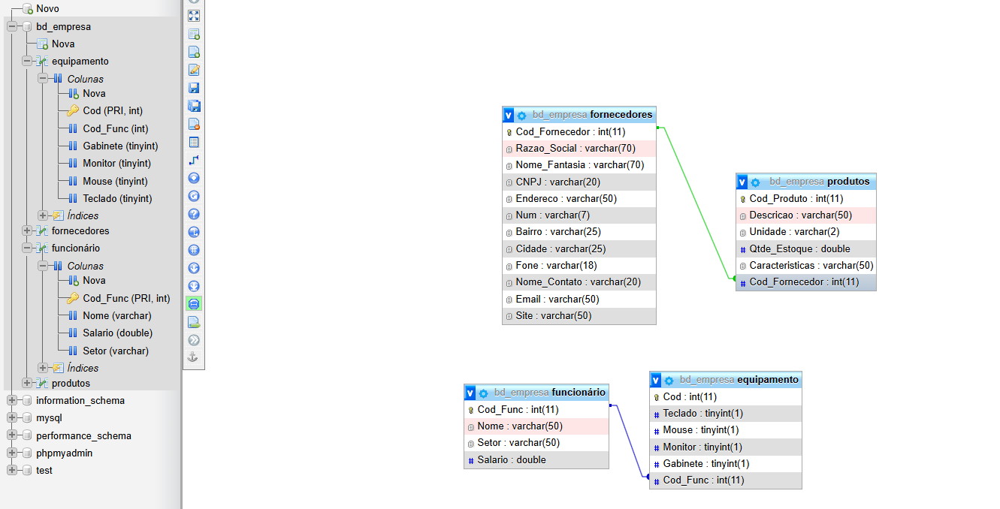 Novo
bd_empresa
Nova
equipamento
Colunas
Nova
Cod (PRI, int)
Cod_Func (int)
Gabinete (tinyint)
Monitor (tinyint)
Mouse (tinyint)
Teclado (tinyint)
Índices
fornecedores
funcionário
Colunas
Nova
Cod_Func (PRI, int)
Nome (varchar)
Salario (double)
Setor (varchar)
Índices
produtos
information_schema
mysql
performance_schema
phpmyadmin
test
v bd_empresa fornecedores
Cod_Fornecedor : int(11)
Razao_Social : varchar(70)
Nome_Fantasia : varchar(70)
CNPJ : varchar(20)
Endereco : varchar(50)
Num : varchar(7)
Bairro : varchar(25)
Cidade : varchar(25)
Fone : varchar(18)
Nome_Contato : varchar(20)
Email : varchar(50)
Site : varchar(50)
v bd_empresa produtos
Cod_Produto : int(11)
Descricao : varchar(50)
Unidade : varchar(2)
# Qtde_Estoque : double
Caracteristicas : varchar(50)
# Cod_Fornecedor : int(11)
v bd_empresa funcionário
Cod_Func : int(11)
Nome : varchar(50)
Setor : varchar(50)
# Salario : double
v bd_empresa equipamento
Cod : int(11)
# Teclado : tinyint(1)
# Mouse : tinyint(1)
# Monitor : tinyint(1)
# Gabinete : tinyint(1)
# Cod_Func : int(11)